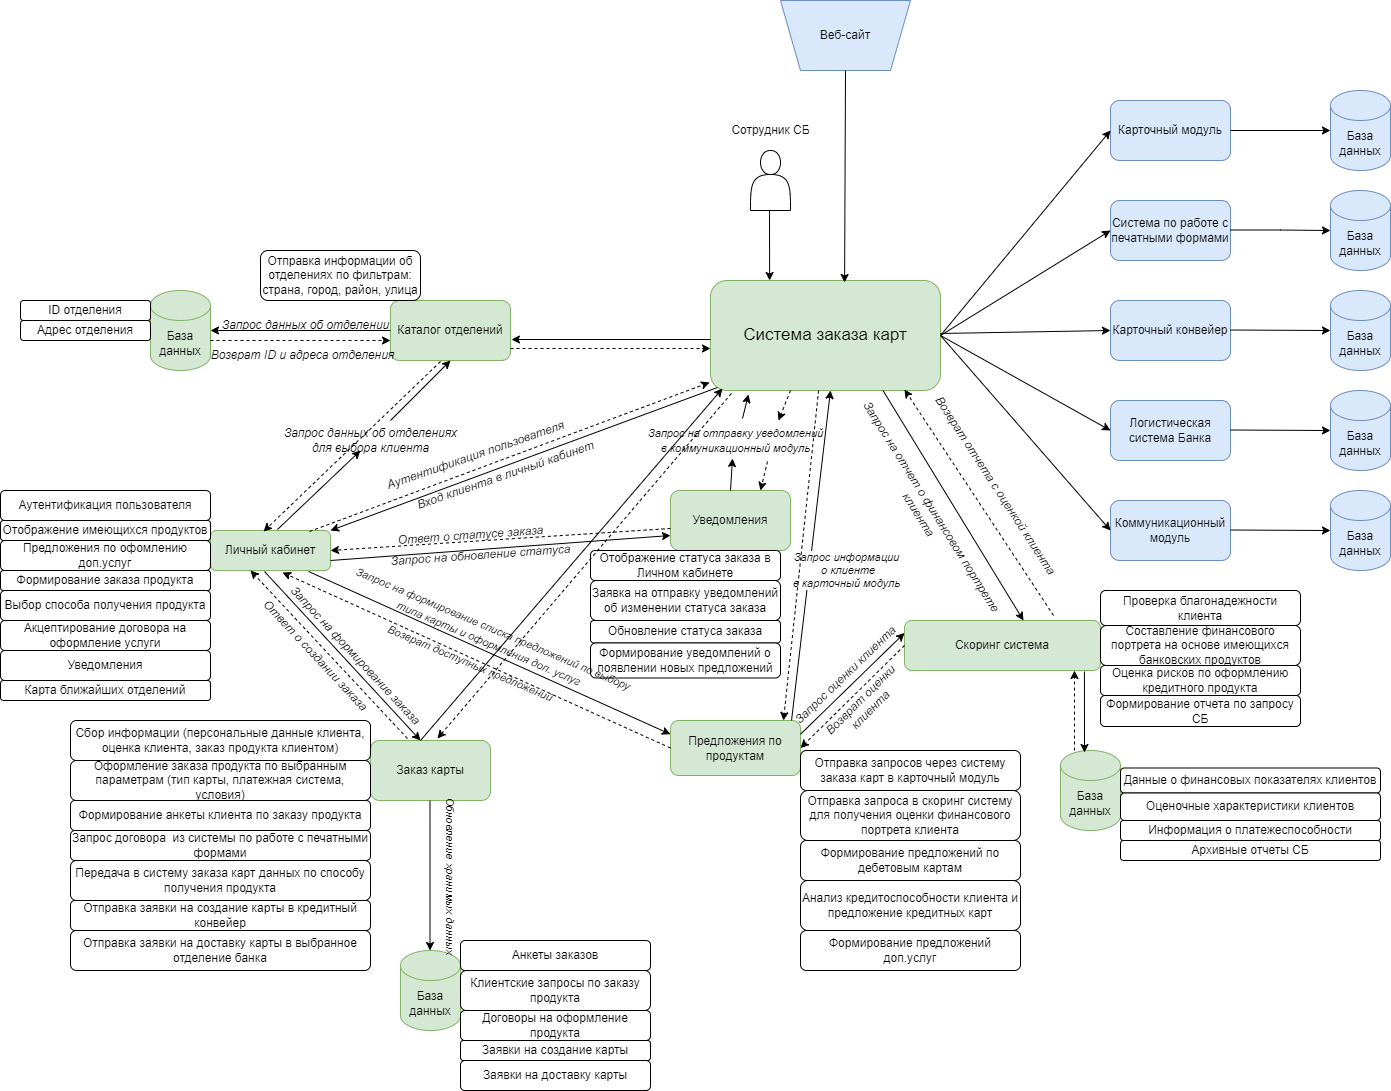 Веб-сайт
Сотрудник СБ
Карточный модуль
База
данных
Система по работе с
печатными формами
База
данных
Карточный конвейер
База
данных
Логистическая
система Банка
База
данных
Коммуникационный
модуль
База
данных
Система заказа карт
Отправка информации об
отделениях по фильтрам:
страна, город, район, улица
Каталог отделений
Запрос данных об отделении
Возврат ID и адреса отделения
ID отделения
Адрес отделения
База
данных
Запрос данных об отделениях
для выбора клиента
Аутентификация пользователя
Вход клиента в личный кабинет
Запрос на отправку уведомлений
в коммуникационный модуль
Запрос на отчет о финансовом портрете
клиента
Возврат отчета с оценкой клиента
Аутентификация пользователя
Отображение имеющихся продуктов
Предложения по офомлению
доп.услуг
Формирование заказа продукта
Выбор способа получения продукта
Акцептирование договора на
оформление услуги
Уведомления
Карта ближайших отделений
Личный кабинет
Ответ о статусе заказа
Запрос на обновление статуса
Уведомления
Отображение статуса заказа в
Личном кабинете
Заявка на отправку уведомлений
об изменении статуса заказа
Обновление статуса заказа
Формирование уведомлений о
появлении новых предложений
Запрос информации
о клиенте
в карточный модуль
Запрос на формирование списка предложений по выбору
типа карты и оформления доп. услуг
Возврат доступных предложений
Запрос на формирование заказа
Ответ о создании заказа
Запрос оценки клиента
Возврат оценки
клиента
Скоринг система
Проверка благонадежности
клиента
Составление финансового
портрета на основе имеющихся
банковских продуктов
Оценка рисков по оформлению
кредитного продукта
Формирование отчета по запросу
СБ
База
данных
Данные о финансовых показателях клиентов
Оценочные характеристики клиентов
Информация о платежеспособности
Архивные отчеты СБ
Предложения по
продуктам
Отправка запросов через систему
заказа карт в карточный модуль
Отправка запроса в скоринг систему
для получения оценки финансового
портрета клиента
Формирование предложений по
дебетовым картам
Анализ кредитоспособности клиента и
предложение кредитных карт
Формирование предложений
доп.услуг
Заказ карты
Сбор информации (персональные данные клиента,
оценка клиента, заказ продукта клиентом)
Оформление заказа продукта по выбранным
параметрам (тип карты, платежная система,
условия)
Формирование анкеты клиента по заказу продукта
Запрос договора из системы по работе с печатными
формами
Передача в систему заказа карт данных по способу
получения продукта
Отправка заявки на создание карты в кредитный
конвейер
Отправка заявки на доставку карты в выбранное
отделение банка
Обновление хранимых данных
База
данных
Анкеты заказов
Клиентские запросы по заказу
продукта
Договоры на оформление
продукта
Заявки на создание карты
Заявки на доставку карты